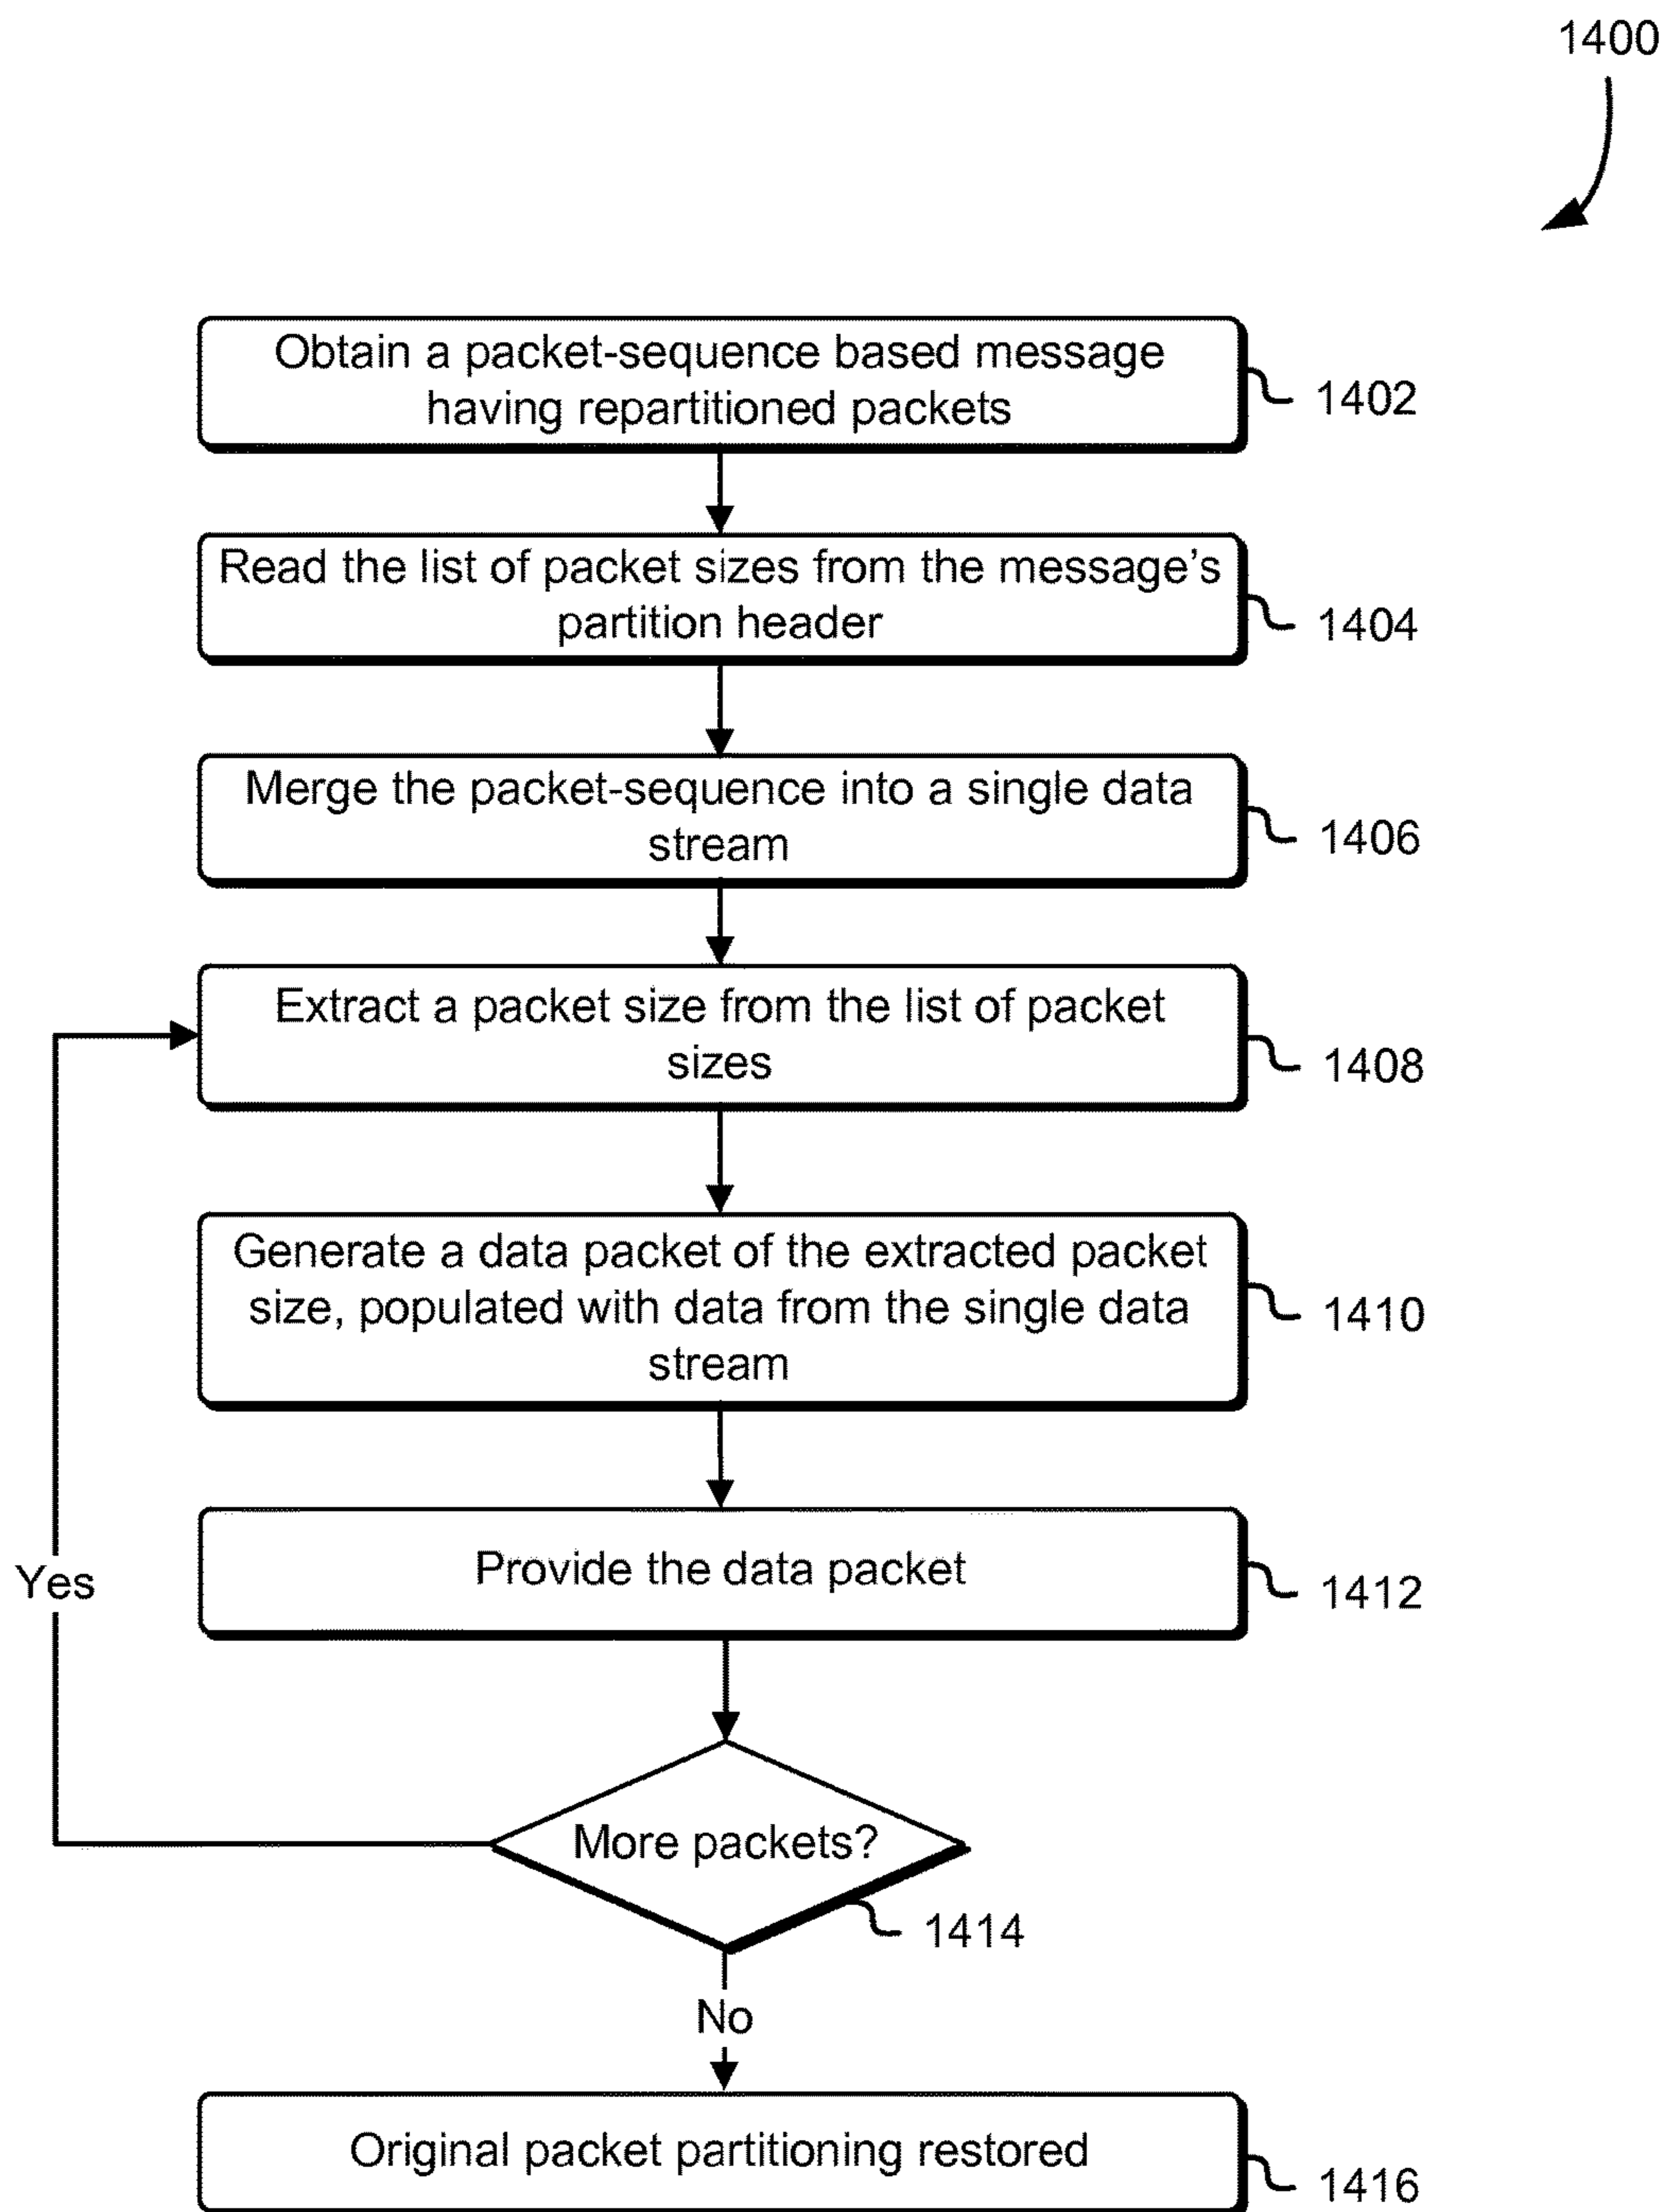 1400
Obtain a packet-sequence based message
having repartitioned packets
1402
Read the list of packet sizes from the message's
partition header
1404
Merge the packet-sequence into a single data
stream
1406
Extract a packet size from the list of packet
sizes
1408
Generate a data packet of the extracted packet
size, populated with data from the single data
stream
1410
Provide the data packet
1412
Yes
More packets?
1414
No
Original packet partitioning restored
1416